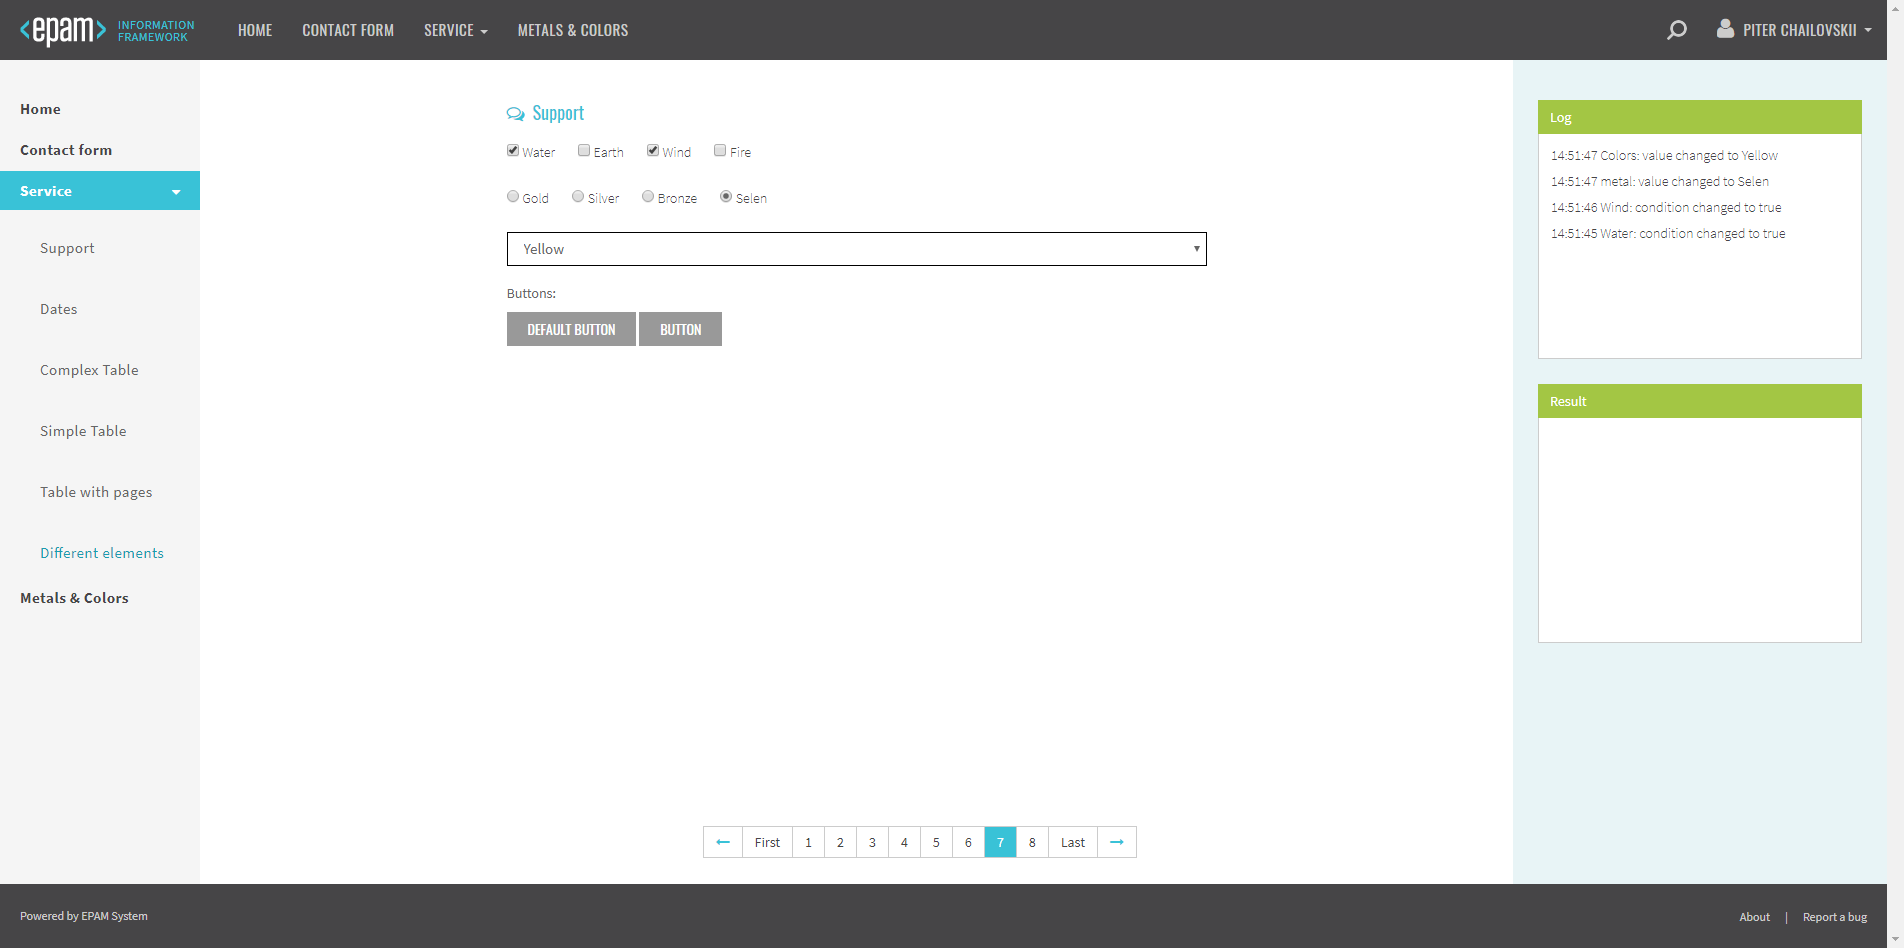 <epam>
INFORMATION
FRAMEWORK
HOME
CONTACT FORM
SERVICE
METALS & COLORS
PITER CHAILOVSKII
Home
Contact form
Service
Support
Dates
Complex Table
Simple Table
Table with pages
Different elements
Metals & Colors
Support
Water Earth Wind Fire
Gold Silver Bronze Selen
Yellow
Buttons:
DEFAULT BUTTON BUTTON
Log
14:51:47 Colors: value changed to Yellow
14:51:47 metal: value changed to Selen
14:51:46 Wind: condition changed to true
14:51:45 Water: condition changed to true
Result
First 1 2 3 4 5 6 7 8 Last
Powered by EPAM System
About | Report a bug